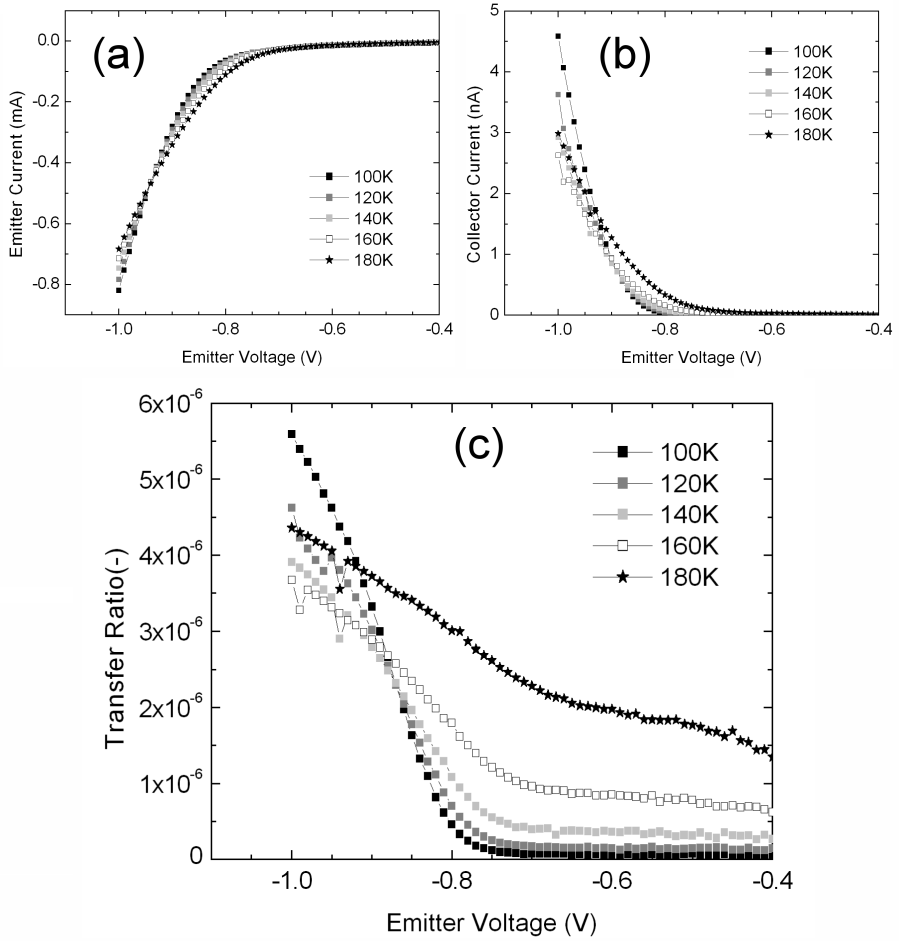 (a)
0.0
-0.2
-0.4
-0.6
-0.8
Emitter Current (mA)
100K
120K
140K
160K
180K
-1.0 -0.8 -0.6 -0.4
Emitter Voltage (V)
(b)
5
4
3
2
1
0
Collector Current (nA)
100K
120K
140K
160K
180K
-1.0 -0.8 -0.6 -0.4
Emitter Voltage (V)
(c)
6x10-6
5x10-6
4x10-6
3x10-6
2x10-6
1x10-6
0
Transfer Ratio(-)
100K
120K
140K
160K
180K
-1.0 -0.8 -0.6 -0.4
Emitter Voltage (V)